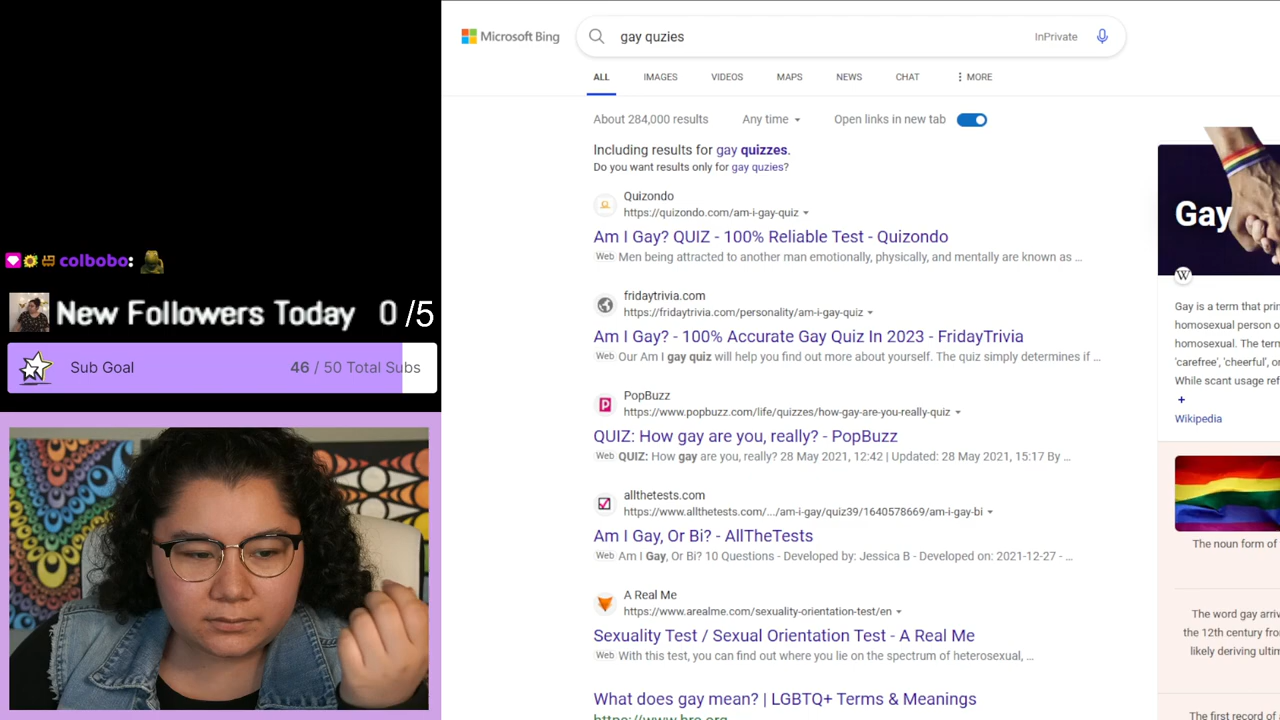 Microsoft Bing
gay quzies
InPrivate
ALL
IMAGES
VIDEOS
MAPS
NEWS
CHAT
MORE
About 284,000 results
Any time
Open links in new tab
Including results for gay quizzes.
Do you want results only for gay quzies?
Quizondo
https://quizondo.com/am-i-gay-quiz
Am I Gay? QUIZ - 100% Reliable Test - Quizondo
Web Men being attracted to another man emotionally, physically, and mentally are known as ...
fridaytrivia.com
https://fridaytrivia.com/personality/am-i-gay-quiz
Am I Gay? - 100% Accurate Gay Quiz In 2023 - FridayTrivia
Web Our Am I gay quiz will help you find out more about yourself. The quiz simply determines if ...
PopBuzz
https://www.popbuzz.com/life/quizzes/how-gay-are-you-really-quiz
QUIZ: How gay are you, really? - PopBuzz
Web QUIZ: How gay are you, really? 28 May 2021, 12:42 | Updated: 28 May 2021, 15:17 By ...
allthetests.com
https://www.allthetests.com/.../am-i-gay/quiz39/1640578669/am-i-gay-bi
Am I Gay, Or Bi? - AllTheTests
Web Am I Gay, Or Bi? 10 Questions - Developed by: Jessica B - Developed on: 2021-12-27 - ...
A Real Me
https://www.arealme.com/sexuality-orientation-test/en
Sexuality Test / Sexual Orientation Test - A Real Me
Web With this test, you can find out where you lie on the spectrum of heterosexual, ...
What does gay mean? | LGBTQ+ Terms & Meanings
Gay
W
Gay is a term that prin
homosexual person o
homosexual. The term
'carefree', 'cheerful', or
While scant usage ref
+
Wikipedia
The noun form of
The word gay arriv
the 12th century from
likely deriving ultim
The first record of
colbobo:
New Followers Today 0 /5
Sub Goal 46 / 50 Total Subs